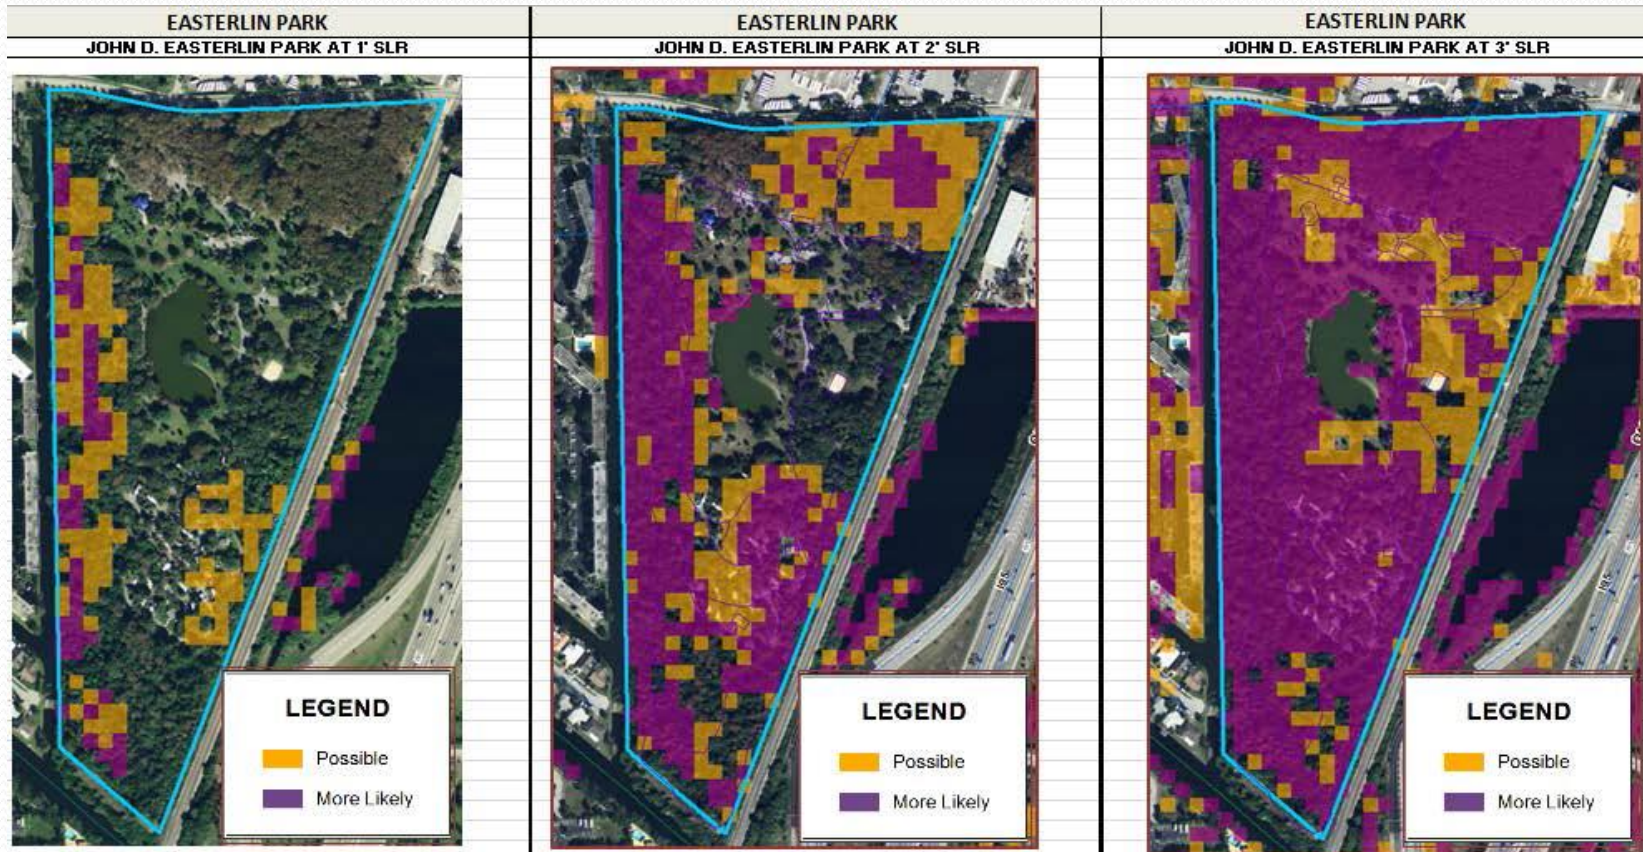 EASTERLIN PARK
JOHN D. EASTERLIN PARK AT 1' SLR
LEGEND
Possible
More Likely
EASTERLIN PARK
JOHN D. EASTERLIN PARK AT 2' SLR
LEGEND
Possible
More Likely
EASTERLIN PARK
JOHN D. EASTERLIN PARK AT 3' SLR
LEGEND
Possible
More Likely